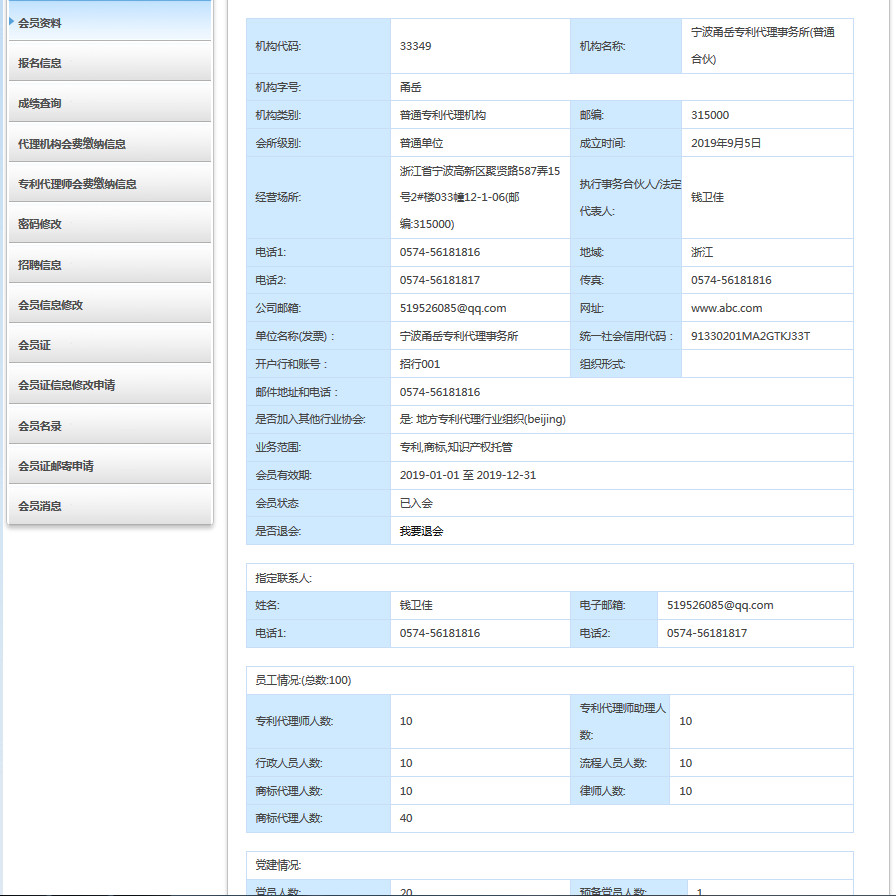 会员资料
报名信息
成绩查询
代理机构会费缴纳信息
专利代理师会费缴纳信息
密码修改
招聘信息
会员信息修改
会员证
会员证信息修改申请
会员名录
会员证邮寄申请
会员消息
机构代码: 33349 机构名称: 宁波甬岳专利代理事务所(普通
合伙)
机构字号: 甬岳
机构类别: 普通专利代理机构 邮编: 315000
会所级别: 普通单位 成立时间: 2019年9月5日
经营场所: 浙江省宁波高新区聚贤路587弄15
号2#楼033幢12-1-06(邮
编:315000)
执行事务合伙人/法定
代表人: 钱卫佳
电话1: 0574-56181816 地域: 浙江
电话2: 0574-56181817 传真: 0574-56181816
公司邮箱: 519526085@qq.com 网址: www.abc.com
单位名称(发票)： 宁波甬岳专利代理事务所 统一社会信用代码： 91330201MA2GTKJ33T
开户行和账号： 招行001 组织形式:
邮件地址和电话： 0574-56181816
是否加入其他行业协会: 是: 地方专利代理行业组织(beijing)
业务范围: 专利,商标,知识产权托管
会员有效期: 2019-01-01 至 2019-12-31
会员状态 已入会
是否退会: 我要退会
指定联系人:
姓名: 钱卫佳 电子邮箱: 519526085@qq.com
电话1: 0574-56181816 电话2: 0574-56181817
员工情况:(总数:100)
专利代理师人数: 10 专利代理师助理人
数: 10
行政人员人数: 10 流程人员人数: 10
商标代理人数: 10 律师人数: 10
商标代理人数: 40
党建情况:
党员人数: 20 预备党员人数: 1